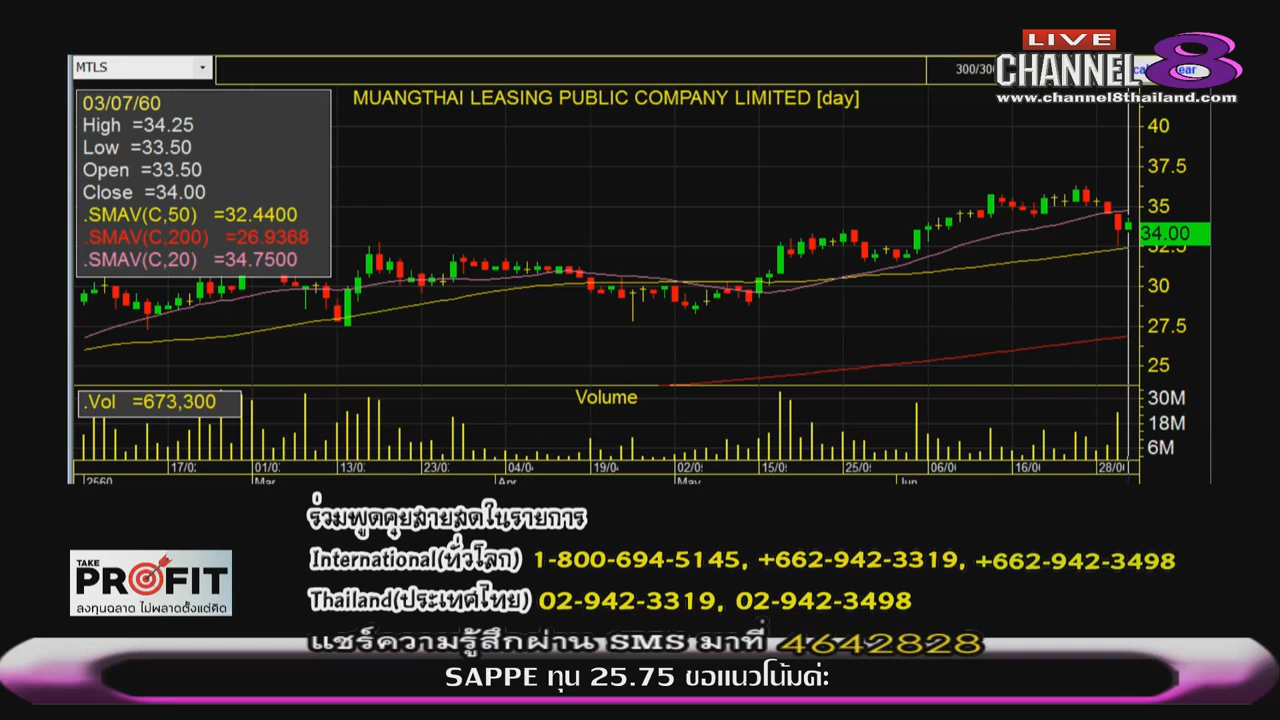 LIVE
CHANNEL 8
www.channel8thailand.com
MTLS
300/300
03/07/60
High =34.25
Low =33.50
Open =33.50
Close =34.00
.SMAV(C,50) =32.4400
.SMAV(C,200) =26.9368
.SMAV(C,20) =34.7500
MUANGTHAI LEASING PUBLIC COMPANY LIMITED [day]
40
37.5
35
34.00
32.5
30
27.5
25
.Vol =673,300
Volume
30M
18M
6M
17/0 01/0 13/0 23/0 04/0 19/0 02/0 15/0 25/0 06/0 16/0 28/0
2560 Mar Apr May Jun
ร่วมพูดคุยสายสดในรายการ
International(ทั่วโลก) 1-800-694-5145, +662-942-3319, +662-942-3498
Thailand(ประเทศไทย) 02-942-3319, 02-942-3498
TAKE
PROFIT
ลงทุนฉลาด ไม่พลาดตั้งแต่คิด
แชร์ความรู้สึกผ่าน SMS มาที่ 4642828
SAPPE ทุน 25.75 ขอแนวโน้มค่ะ